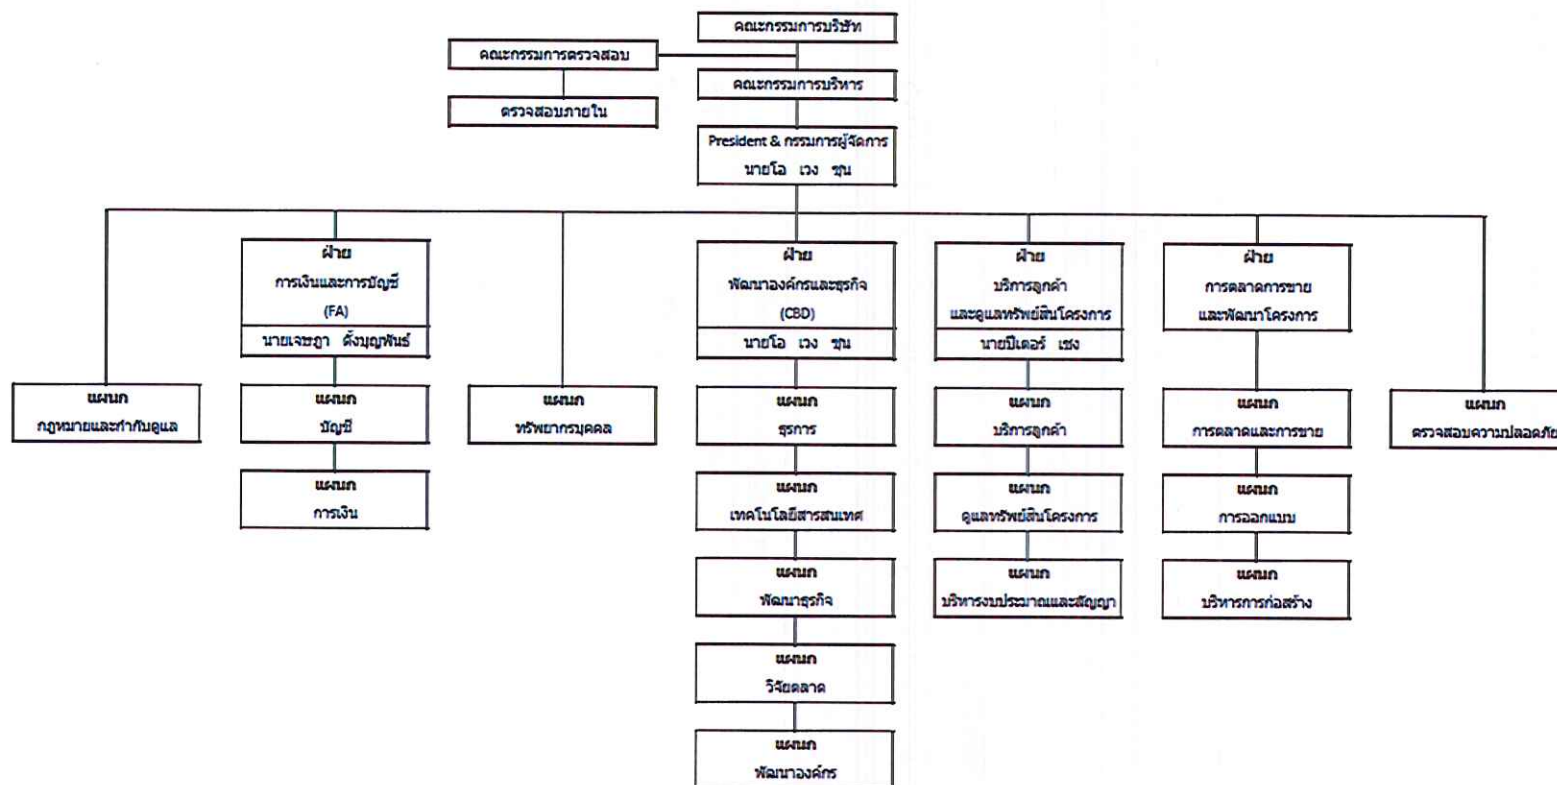 คณะกรรมการบริษัท
คณะกรรมการตรวจสอบ
คณะกรรมการบริหาร
ตรวจสอบภายใน
President & กรรมการผู้จัดการ
นายโอ เวง ชุน
ฝ่าย
การเงินและการบัญชี
(FA)
นายเจษฎา ตั้งบุญพันธ์
ฝ่าย
พัฒนาองค์กรและธุรกิจ
(CBD)
นายโอ เวง ชุน
ฝ่าย
บริการลูกค้า
และดูแลทรัพย์สินโครงการ
นายปีเตอร์ เชง
ฝ่าย
การตลาดการขาย
และพัฒนาโครงการ
แผนก
กฎหมายและกำกับดูแล
แผนก
บัญชี
แผนก
ทรัพยากรบุคคล
แผนก
ธุรการ
แผนก
บริการลูกค้า
แผนก
การตลาดและการขาย
แผนก
ตรวจสอบความปลอดภัย
แผนก
การเงิน
แผนก
เทคโนโลยีสารสนเทศ
แผนก
ดูแลทรัพย์สินโครงการ
แผนก
การออกแบบ
แผนก
พัฒนาธุรกิจ
แผนก
บริหารงบประมาณและสัญญา
แผนก
บริหารการก่อสร้าง
แผนก
วิจัยตลาด
แผนก
พัฒนาองค์กร